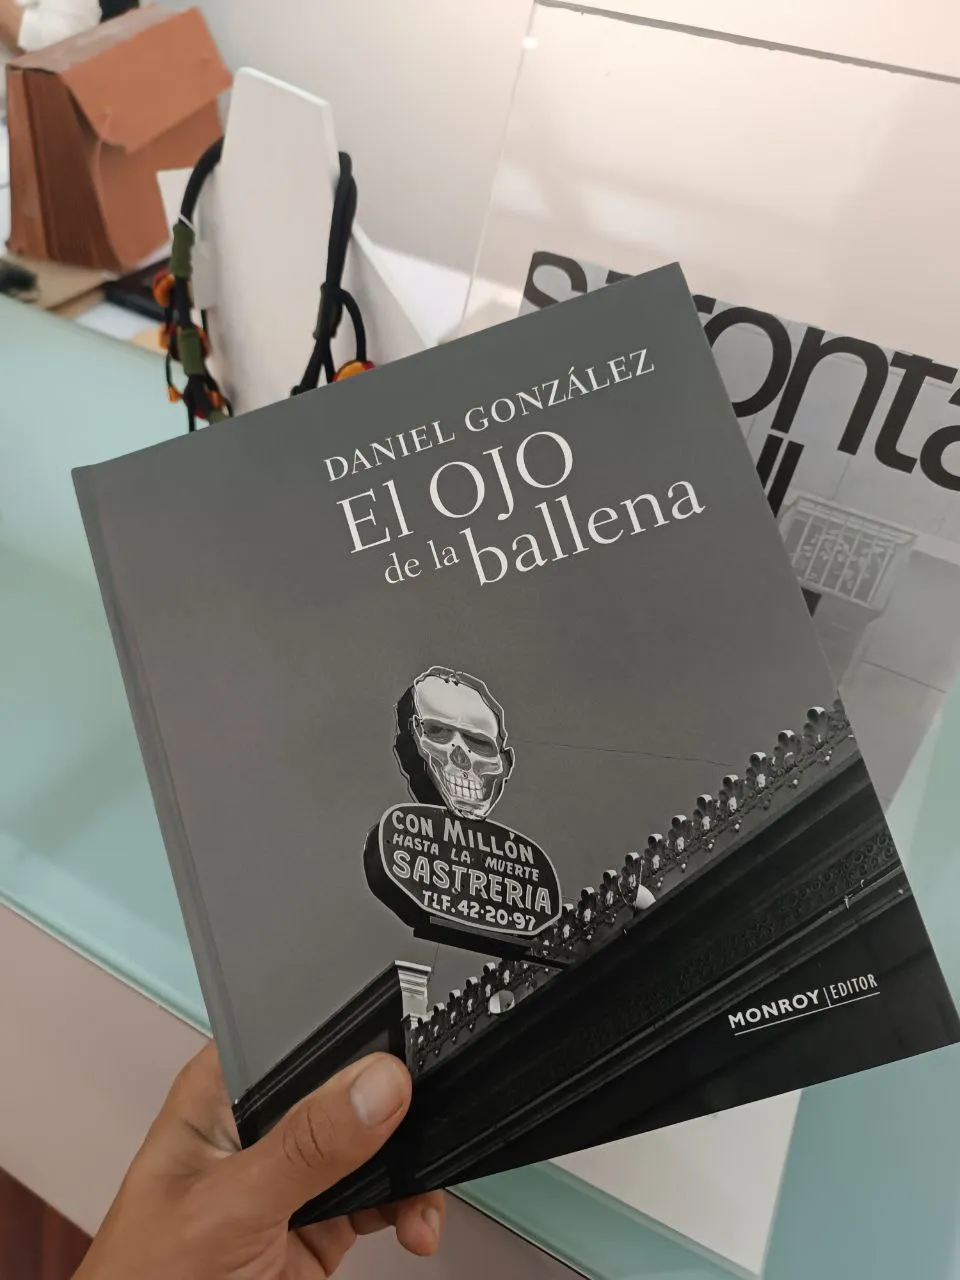 DANIEL GONZÁLEZ
El OJO
de la ballena
CON MILLÓN
HASTA LA MUERTE
SASTRERIA
TLF. 42-20-97
MONROY | EDITOR